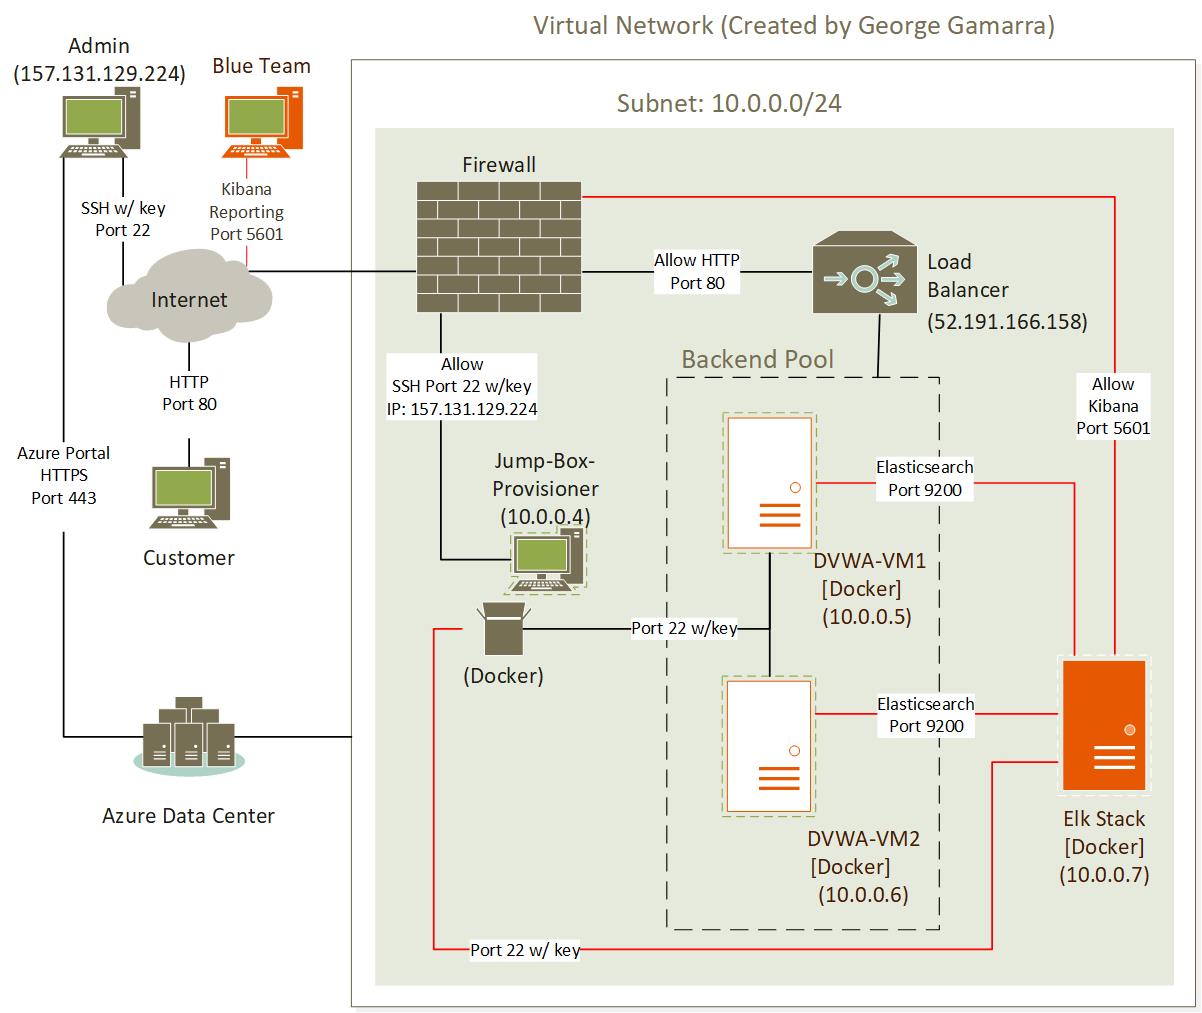 Virtual Network (Created by George Gamarra)
Admin
(157.131.129.224)
Blue Team
Subnet: 10.0.0.0/24
Firewall
SSH w/ key
Port 22
Kibana
Reporting
Port 5601
Internet
Allow HTTP
Port 80
Load
Balancer
(52.191.166.158)
Allow
SSH Port 22 w/key
IP: 157.131.129.224
Backend Pool
HTTP
Port 80
Allow
Kibana
Port 5601
Azure Portal
HTTPS
Port 443
Customer
Jump-Box-
Provisioner
(10.0.0.4)
Elasticsearch
Port 9200
DVWA-VM1
[Docker]
(10.0.0.5)
Port 22 w/key
(Docker)
Elasticsearch
Port 9200
Azure Data Center
DVWA-VM2
[Docker]
(10.0.0.6)
Elk Stack
[Docker]
(10.0.0.7)
Port 22 w/ key